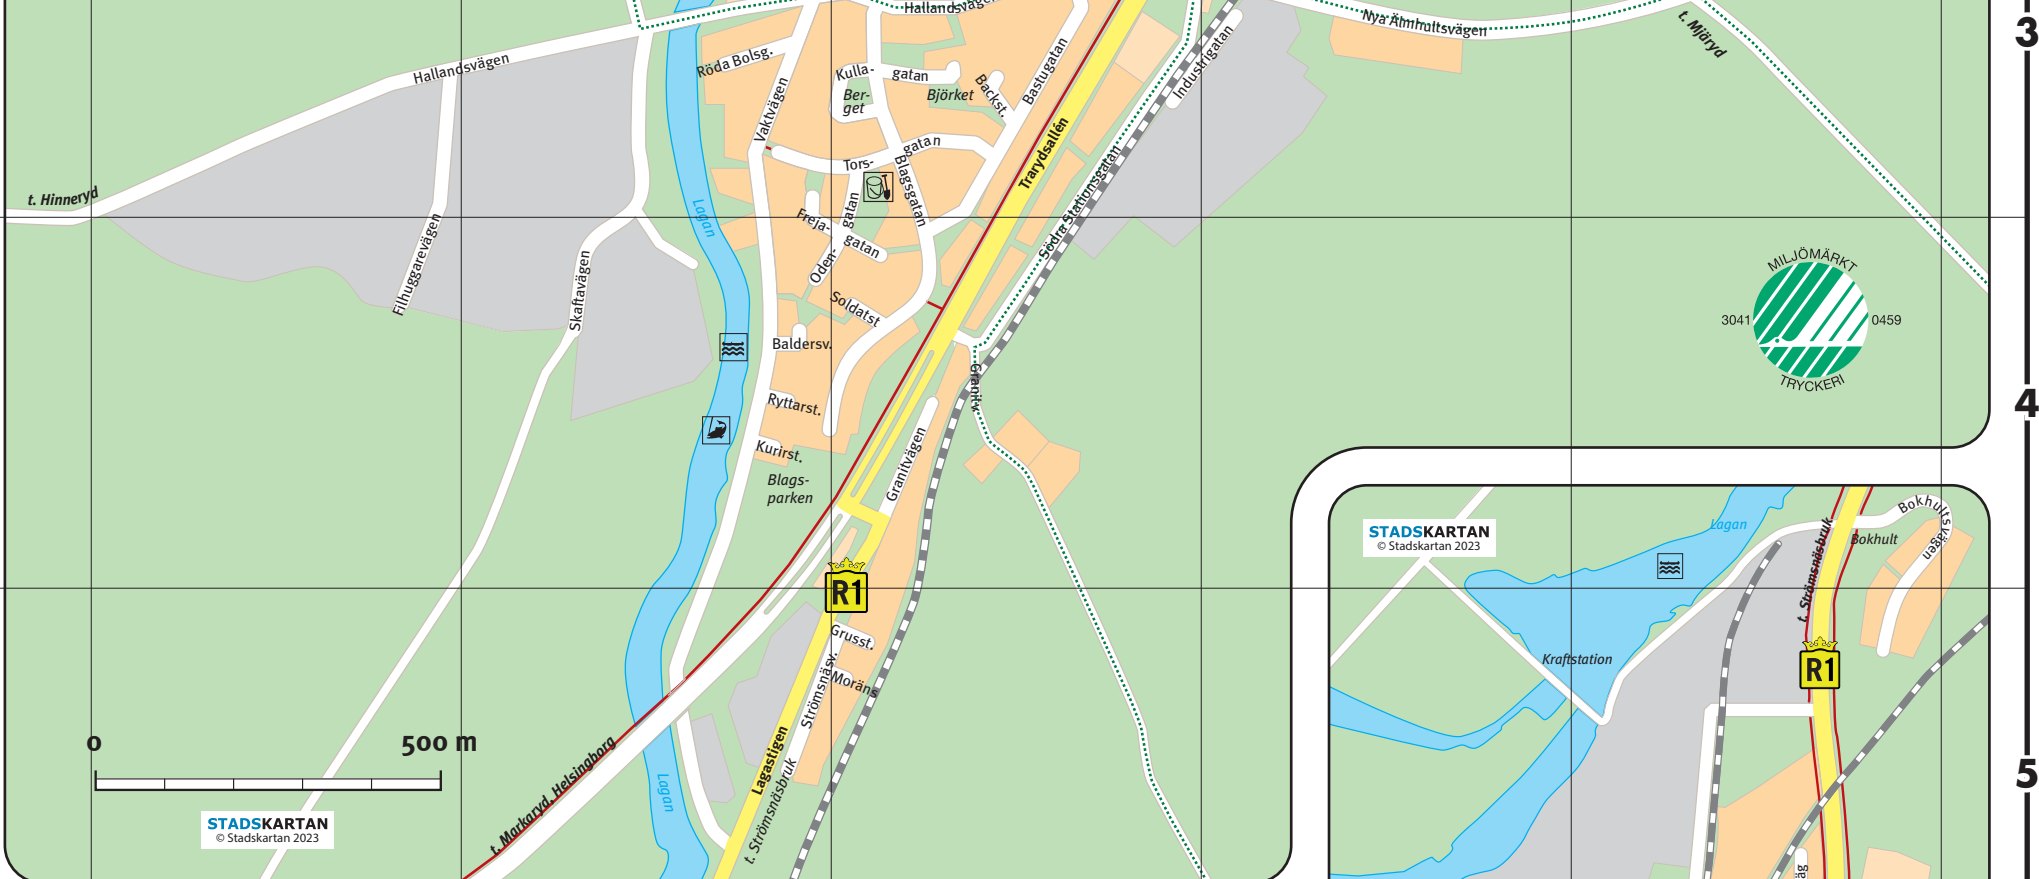 Hallandsvägen
Nya Älmhultsvägen
t. Mjäryd
3
Hallandsvägen
Röda Bolsg.
Kulla-
gatan
Ber-
get
Björket
Backst.
Bastugatan
Industrigatan
Vaktvägen
Tors-
gatan
Blagsgatan
Trarydsallén
Södra Stationsgatan
t. Hinneryd
Lagan
Filhuggarevägen
Skaftavägen
Freja-
gatan
Oden-
gatan
Soldatst
Baldersv.
Ryttarst.
Kurirst.
Blags-
parken
Granitv.
Granitvägen
MILJÖMÄRKT
3041
0459
TRYCKERI
4
R1
Grusst.
Moräns
Strömsnäsv.
Lagastigen
t. Strömsnäsbruk
t. Markaryd, Helsingborg
Lagan
0
500 m
STADSKARTAN
© Stadskartan 2023
STADSKARTAN
© Stadskartan 2023
Lagan
Kraftstation
t. Strömsnäsbruk
Bokhult
Bokhultsvägen
R1
5